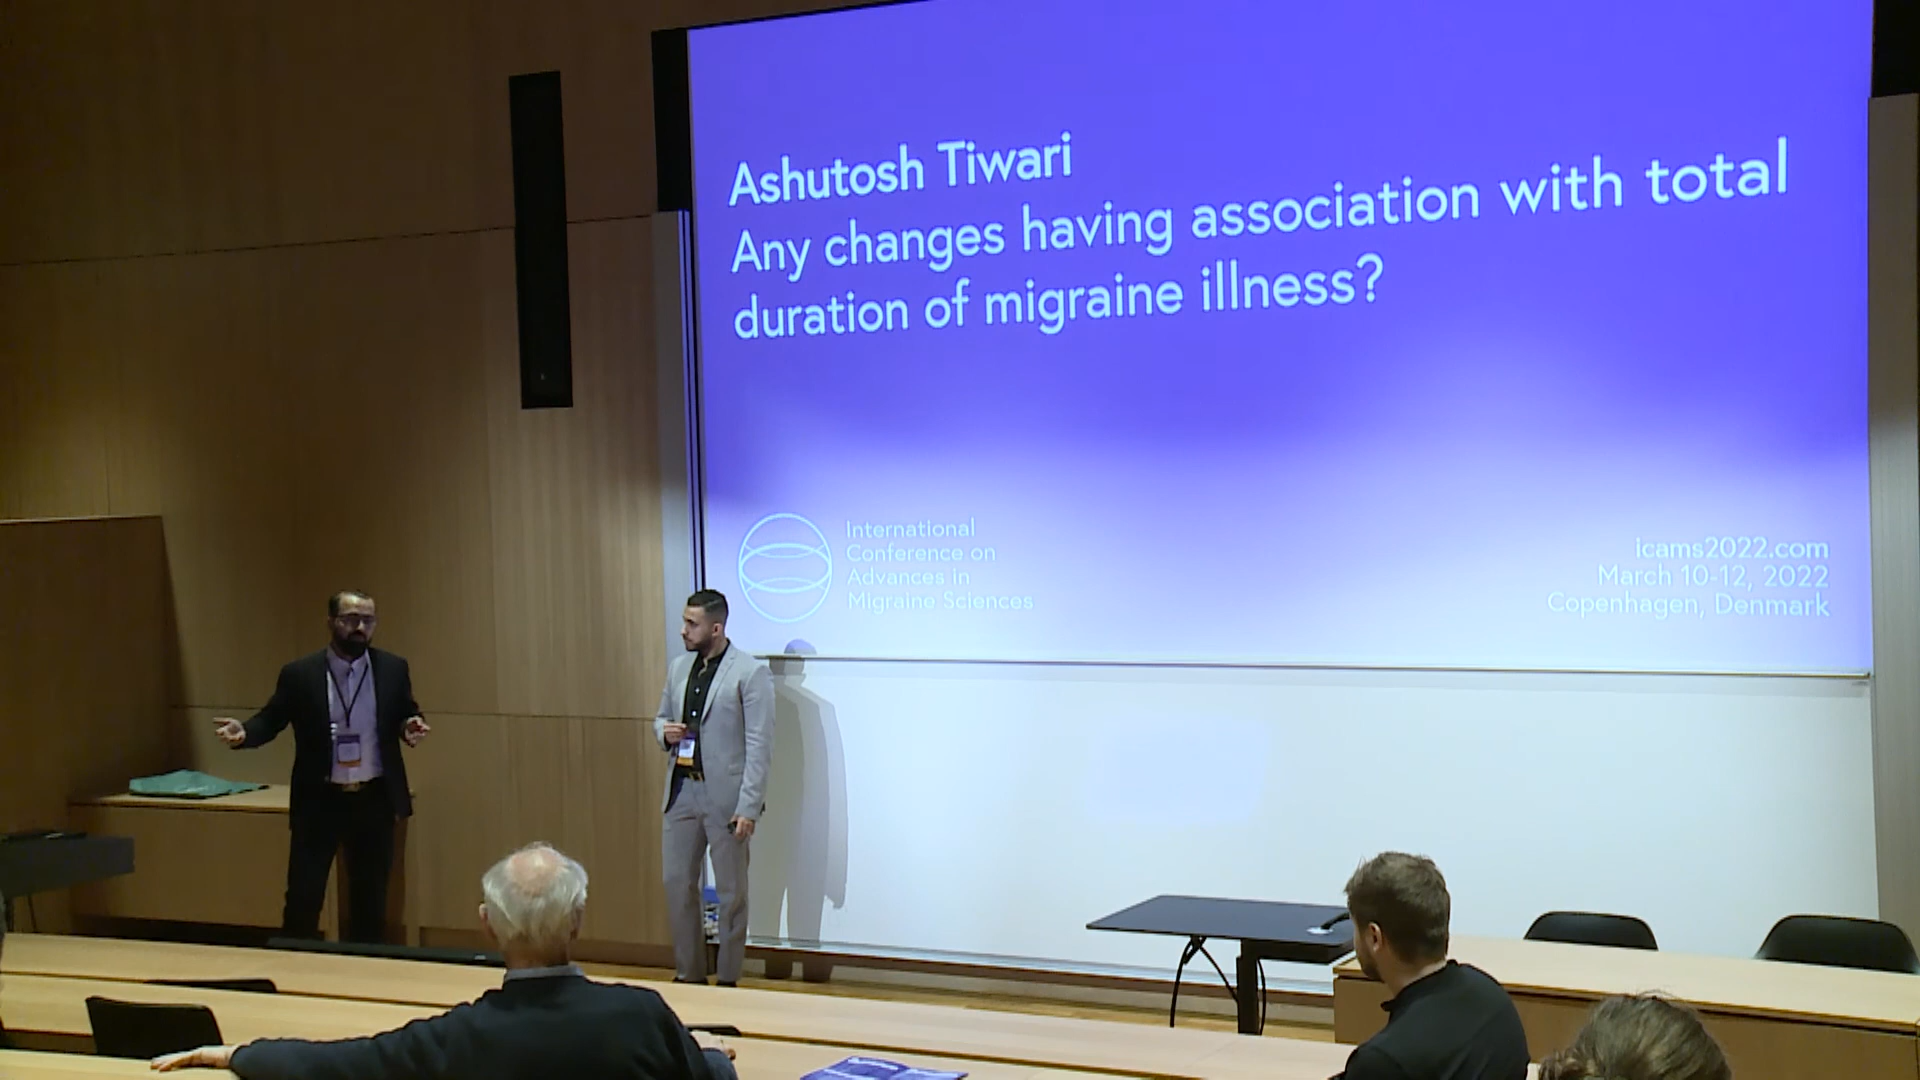 Ashutosh Tiwari
Any changes having association with total
duration of migraine illness?
International
Conference on
Advances in
Migraine Sciences
icams2022.com
March 10-12, 2022
Copenhagen, Denmark